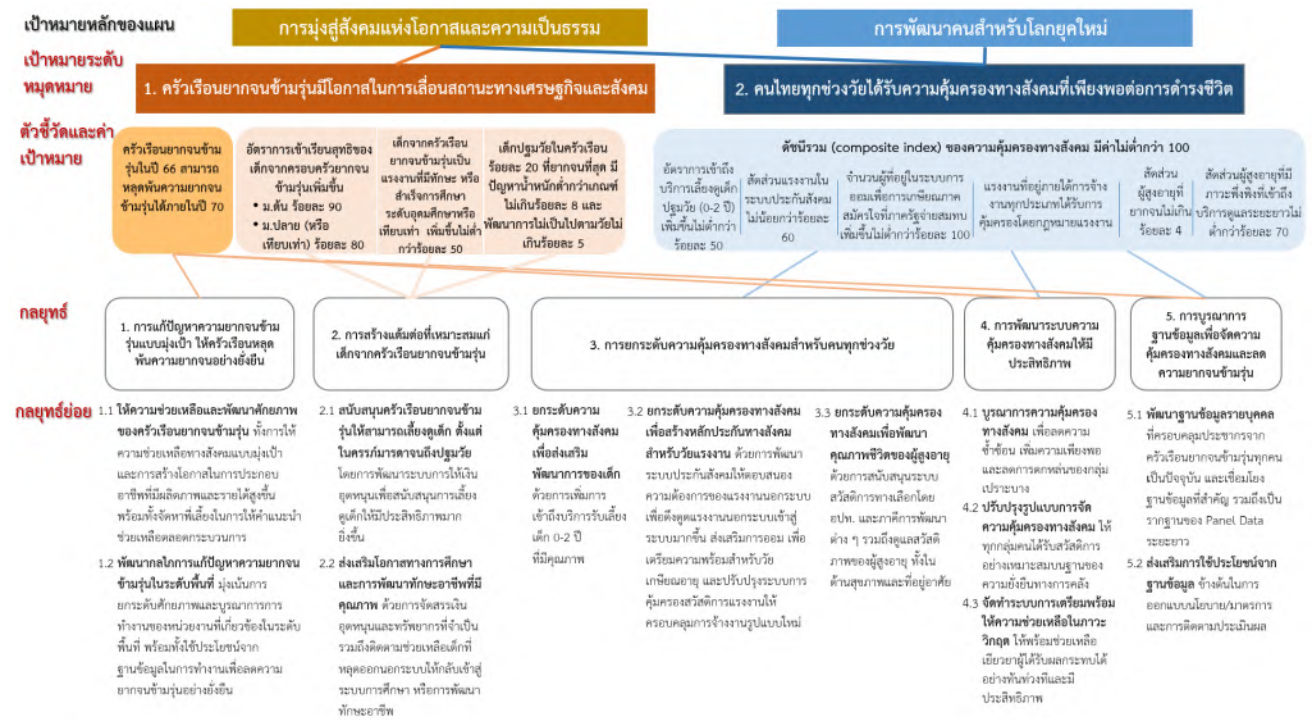 เป้าหมายหลักของแผน
การมุ่งสู่สังคมแห่งโอกาสและความเป็นธรรม
การพัฒนาคนสำหรับโลกยุคใหม่
เป้าหมายระดับ
หมุดหมาย
1. ครัวเรือนยากจนข้ามรุ่นมีโอกาสในการเลื่อนสถานะทางเศรษฐกิจและสังคม
2. คนไทยทุกช่วงวัยได้รับความคุ้มครองทางสังคมที่เพียงพอต่อการดำรงชีวิต
ตัวชี้วัดและค่า
เป้าหมาย
ครัวเรือนยากจนข้าม
รุ่นในปี 66 สามารถ
หลุดพ้นความยากจน
ข้ามรุ่นได้ภายในปี 70
อัตราการเข้าเรียนสุทธิของ
เด็กจากครอบครัวยากจน
ข้ามรุ่นเพิ่มขึ้น
• ม.ต้น ร้อยละ 90
• ม.ปลาย (หรือ
เทียบเท่า) ร้อยละ 80
เด็กจากครัวเรือน
ยากจนข้ามรุ่นเป็น
แรงงานที่มีทักษะ หรือ
สำเร็จการศึกษา
ระดับอุดมศึกษาหรือ
เทียบเท่า เพิ่มขึ้นไม่ต่ำ
กว่าร้อยละ 50
เด็กปฐมวัยในครัวเรือน
ร้อยละ 20 ที่ยากจนที่สุด มี
ปัญหาน้ำหนักต่ำกว่าเกณฑ์
ไม่เกินร้อยละ 8 และ
พัฒนาการไม่เป็นไปตามวัยไม่
เกินร้อยละ 5
ดัชนีรวม (composite index) ของความคุ้มครองทางสังคม มีค่าไม่ต่ำกว่า 100
อัตราการเข้าถึง
บริการเลี้ยงดูเด็ก
ปฐมวัย (0-2 ปี)
เพิ่มขึ้นไม่ต่ำกว่า
ร้อยละ 50
สัดส่วนแรงงานใน
ระบบประกันสังคม
ไม่น้อยกว่าร้อยละ
60
จำนวนผู้ที่อยู่ในระบบการ
ออมเพื่อการเกษียณภาค
สมัครใจที่ภาครัฐจ่ายสมทบ
เพิ่มขึ้นไม่ต่ำกว่าร้อยละ 100
แรงงานที่อยู่ภายใต้การจ้าง
งานทุกประเภทได้รับการ
คุ้มครองโดยกฎหมายแรงงาน
สัดส่วน
ผู้สูงอายุที่
ยากจนไม่เกิน
ร้อยละ 4
สัดส่วนผู้สูงอายุที่มี
ภาวะพึ่งพิงที่เข้าถึง
บริการดูแลระยะยาวไม่
ต่ำกว่าร้อยละ 70
กลยุทธ์
1. การแก้ปัญหาความยากจนข้าม
รุ่นแบบมุ่งเป้า ให้ครัวเรือนหลุด
พ้นความยากจนอย่างยั่งยืน
2. การสร้างแต้มต่อที่เหมาะสมแก่
เด็กจากครัวเรือนยากจนข้ามรุ่น
3. การยกระดับความคุ้มครองทางสังคมสำหรับคนทุกช่วงวัย
4. การพัฒนาระบบความ
คุ้มครองทางสังคมให้มี
ประสิทธิภาพ
5. การบูรณาการ
ฐานข้อมูลเพื่อจัดความ
คุ้มครองทางสังคมและลด
ความยากจนข้ามรุ่น
กลยุทธ์ย่อย
1.1 ให้ความช่วยเหลือและพัฒนาศักยภาพ
ของครัวเรือนยากจนข้ามรุ่น ทั้งการให้
ความช่วยเหลือทางสังคมแบบมุ่งเป้า
และการสร้างโอกาสในการประกอบ
อาชีพที่มีผลิตภาพและรายได้สูงขึ้น
พร้อมทั้งจัดหาพี่เลี้ยงในการให้คำแนะนำ
ช่วยเหลือตลอดกระบวนการ
1.2 พัฒนากลไกการแก้ปัญหาความยากจน
ข้ามรุ่นในระดับพื้นที่ มุ่งเน้นการ
ยกระดับศักยภาพและบูรณาการการ
ทำงานของหน่วยงานที่เกี่ยวข้องในระดับ
พื้นที่ พร้อมทั้งใช้ประโยชน์จาก
ฐานข้อมูลในการทำงานเพื่อลดความ
ยากจนข้ามรุ่นอย่างยั่งยืน
2.1 สนับสนุนครัวเรือนยากจนข้าม
รุ่นให้สามารถเลี้ยงดูเด็ก ตั้งแต่
ในครรภ์มารดาจนถึงปฐมวัย
โดยการพัฒนาระบบการให้เงิน
อุดหนุนเพื่อสนับสนุนการเลี้ยง
ดูเด็กให้มีประสิทธิภาพมาก
ยิ่งขึ้น
2.2 ส่งเสริมโอกาสทางการศึกษา
และการพัฒนาทักษะอาชีพที่มี
คุณภาพ ด้วยการจัดสรรเงิน
อุดหนุนและทรัพยากรที่จำเป็น
รวมถึงติดตามช่วยเหลือเด็กที่
หลุดออกนอกระบบให้กลับเข้าสู่
ระบบการศึกษา หรือการพัฒนา
ทักษะอาชีพ
3.1 ยกระดับความ
คุ้มครองทางสังคม
เพื่อส่งเสริม
พัฒนาการของเด็ก
ด้วยการเพิ่มการ
เข้าถึงบริการรับเลี้ยง
เด็ก 0-2 ปี
ที่มีคุณภาพ
3.2 ยกระดับความคุ้มครองทางสังคม
เพื่อสร้างหลักประกันทางสังคม
สำหรับวัยแรงงาน ด้วยการพัฒนา
ระบบประกันสังคมให้ตอบสนอง
ความต้องการของแรงงานนอกระบบ
เพื่อดึงดูดแรงงานนอกระบบเข้าสู่
ระบบมากขึ้น ส่งเสริมการออม เพื่อ
เตรียมความพร้อมสำหรับวัย
เกษียณอายุ และปรับปรุงระบบการ
คุ้มครองสวัสดิการแรงงานให้
ครอบคลุมการจ้างงานรูปแบบใหม่
3.3 ยกระดับความคุ้มครอง
ทางสังคมเพื่อพัฒนา
คุณภาพชีวิตของผู้สูงอายุ
ด้วยการสนับสนุนระบบ
สวัสดิการทางเลือกโดย
อปท. และภาคีการพัฒนา
ต่าง ๆ รวมถึงดูแลสวัสดิ
ภาพของผู้สูงอายุ ทั้งใน
ด้านสุขภาพและที่อยู่อาศัย
4.1 บูรณาการความคุ้มครอง
ทางสังคม เพื่อลดความ
ซ้ำซ้อน เพิ่มความเพียงพอ
และลดการตกหล่นของกลุ่ม
เปราะบาง
4.2 ปรับปรุงรูปแบบการจัด
ความคุ้มครองทางสังคม ให้
ทุกกลุ่มคนได้รับสวัสดิการ
อย่างเหมาะสมบนฐานของ
ความยั่งยืนทางการคลัง
4.3 จัดทำระบบการเตรียมพร้อม
ให้ความช่วยเหลือในภาวะ
วิกฤต ให้พร้อมช่วยเหลือ
เยียวยาผู้ได้รับผลกระทบได้
อย่างทันท่วงทีและมี
ประสิทธิภาพ
5.1 พัฒนาฐานข้อมูลรายบุคคล
ที่ครอบคลุมประชากรจาก
ครัวเรือนยากจนข้ามรุ่นทุกคน
เป็นปัจจุบัน และเชื่อมโยง
ฐานข้อมูลที่สำคัญ รวมถึงเป็น
รากฐานของ Panel Data
ระยะยาว
5.2 ส่งเสริมการใช้ประโยชน์จาก
ฐานข้อมูล ข้างต้นในการ
ออกแบบนโยบาย/มาตรการ
และการติดตามประเมินผล